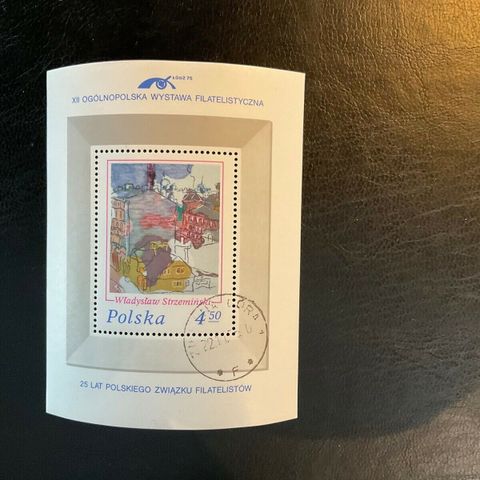 ŁÓDŹ 75
XII OGÓLNOPOLSKA WYSTAWA FILATELISTYCZNA
Władysław Strzemiński
Polska 4.50
25 LAT POLSKIEGO ZWIĄZKU FILATELISTÓW